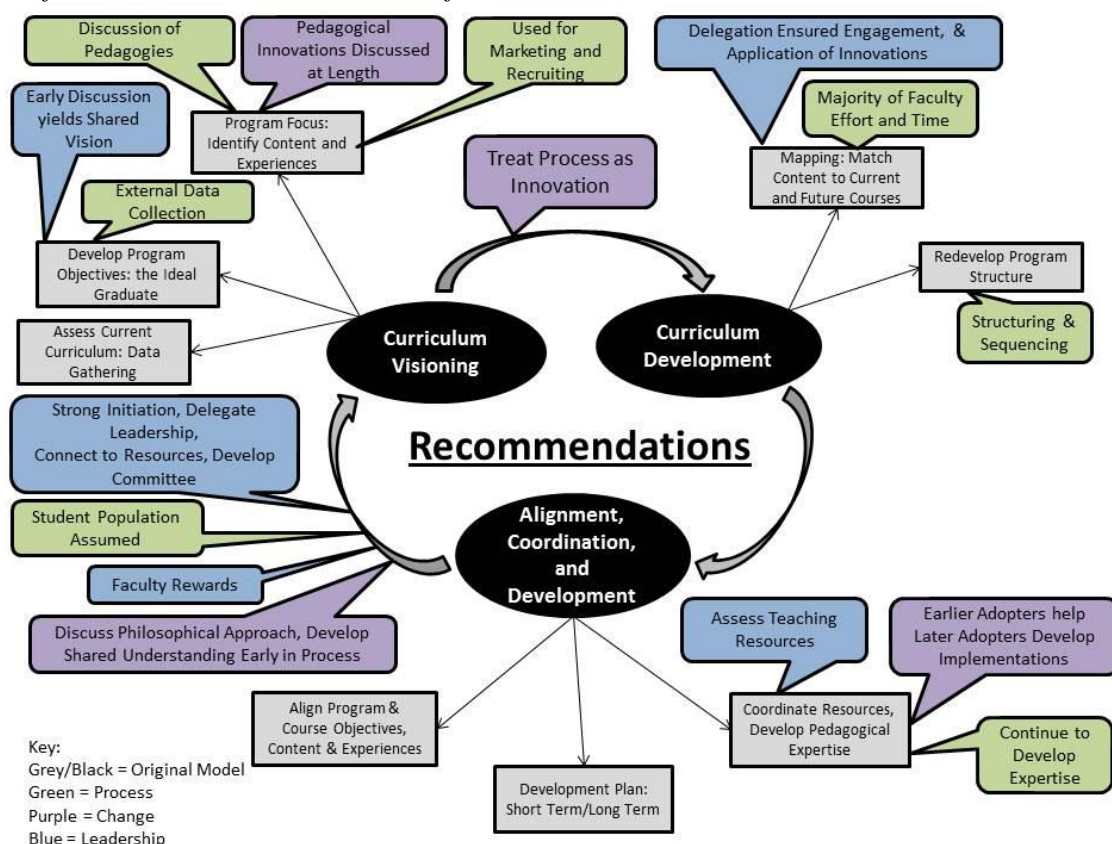 Discussion of
Pedagogies
Pedagogical
Innovations Discussed
at Length
Used for
Marketing and
Recruiting
Delegation Ensured Engagement, &
Application of Innovations
Early Discussion
yields Shared
Vision
Program Focus:
Identify Content and
Experiences
Majority of Faculty
Effort and Time
Treat Process as
Innovation
Mapping: Match
Content to Current
and Future Courses
External Data
Collection
Develop Program
Objectives: the Ideal
Graduate
Redevelop Program
Structure
Assess Current
Curriculum: Data
Gathering
Curriculum
Visioning
Curriculum
Development
Structuring &
Sequencing
Strong Initiation, Delegate
Leadership,
Connect to Resources, Develop
Committee
Recommendations
Student Population
Assumed
Alignment,
Coordination,
and
Development
Faculty Rewards
Discuss Philosophical Approach, Develop
Shared Understanding Early in Process
Assess Teaching
Resources
Earlier Adopters help
Later Adopters Develop
Implementations
Align Program &
Course Objectives,
Content & Experiences
Coordinate Resources,
Develop Pedagogical
Expertise
Continue to
Develop
Expertise
Development Plan:
Short Term/Long Term
Key:
Grey/Black = Original Model
Green = Process
Purple = Change
Blue = Leadership